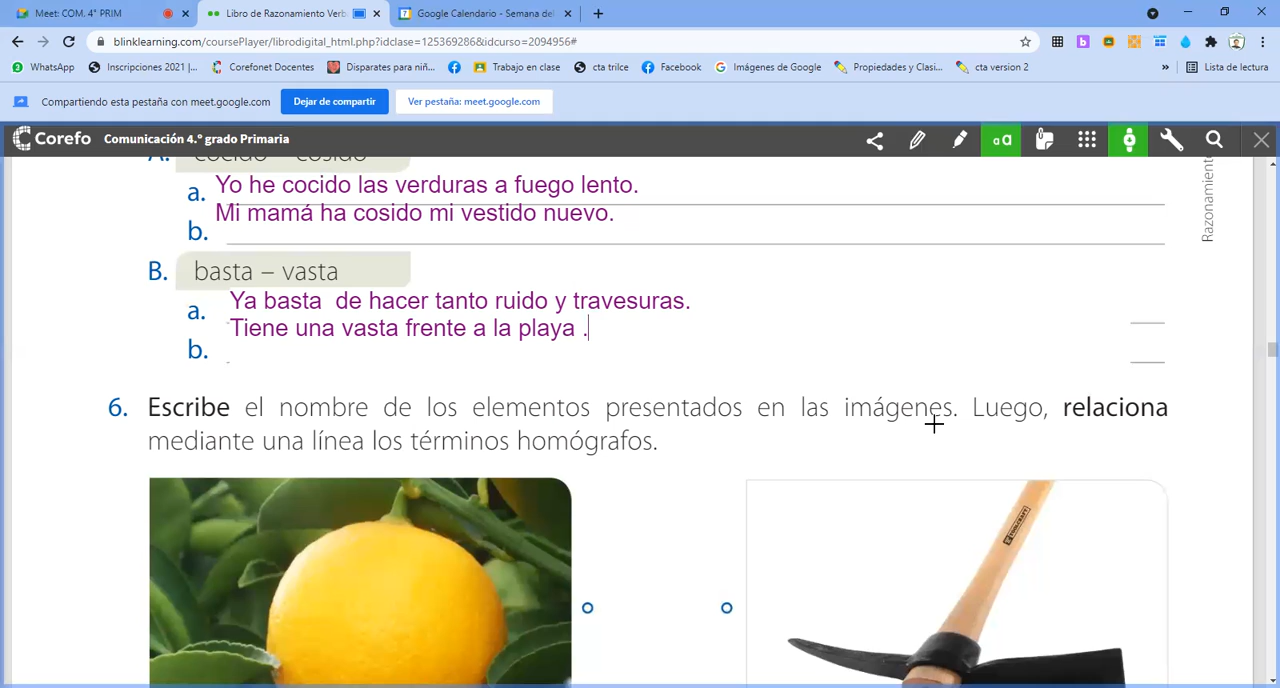 Meet: COM. 4° PRIM
Libro de Razonamiento Verb
Google Calendario - Semana del
blinklearning.com/coursePlayer/librodigital_html.php?idclase=125369286&idcurso=2094956#
WhatsApp
Inscripciones 2021 |...
Corefonet Docentes
Disparates para niñ...
Trabajo en clase
cta trilce
Facebook
Imágenes de Google
Propiedades y Clasi...
cta version 2
»
Lista de lectura
Compartiendo esta pestaña con meet.google.com
Dejar de compartir
Ver pestaña: meet.google.com
Corefo
Comunicación 4.º grado Primaria
aA
A. cocido – cosido
a. Yo he cocido las verduras a fuego lento.
Mi mamá ha cosido mi vestido nuevo.
b.
B. basta – vasta
a. Ya basta  de hacer tanto ruido y travesuras.
Tiene una vasta frente a la playa .
b.
6. Escribe el nombre de los elementos presentados en las imágenes. Luego, relaciona
mediante una línea los términos homógrafos.
Razonamiento